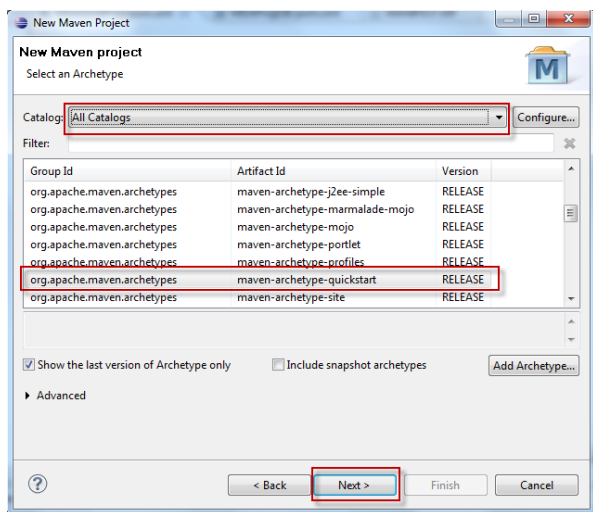 New Maven Project
New Maven project
Select an Archetype
M
Catalog: All Catalogs Configure...
Filter:
Group Id Artifact Id Version
org.apache.maven.archetypes maven-archetype-j2ee-simple RELEASE
org.apache.maven.archetypes maven-archetype-marmalade-mojo RELEASE
org.apache.maven.archetypes maven-archetype-mojo RELEASE
org.apache.maven.archetypes maven-archetype-portlet RELEASE
org.apache.maven.archetypes maven-archetype-profiles RELEASE
org.apache.maven.archetypes maven-archetype-quickstart RELEASE
org.apache.maven.archetypes maven-archetype-site RELEASE
Show the last version of Archetype only Include snapshot archetypes Add Archetype...
Advanced
? < Back Next > Finish Cancel